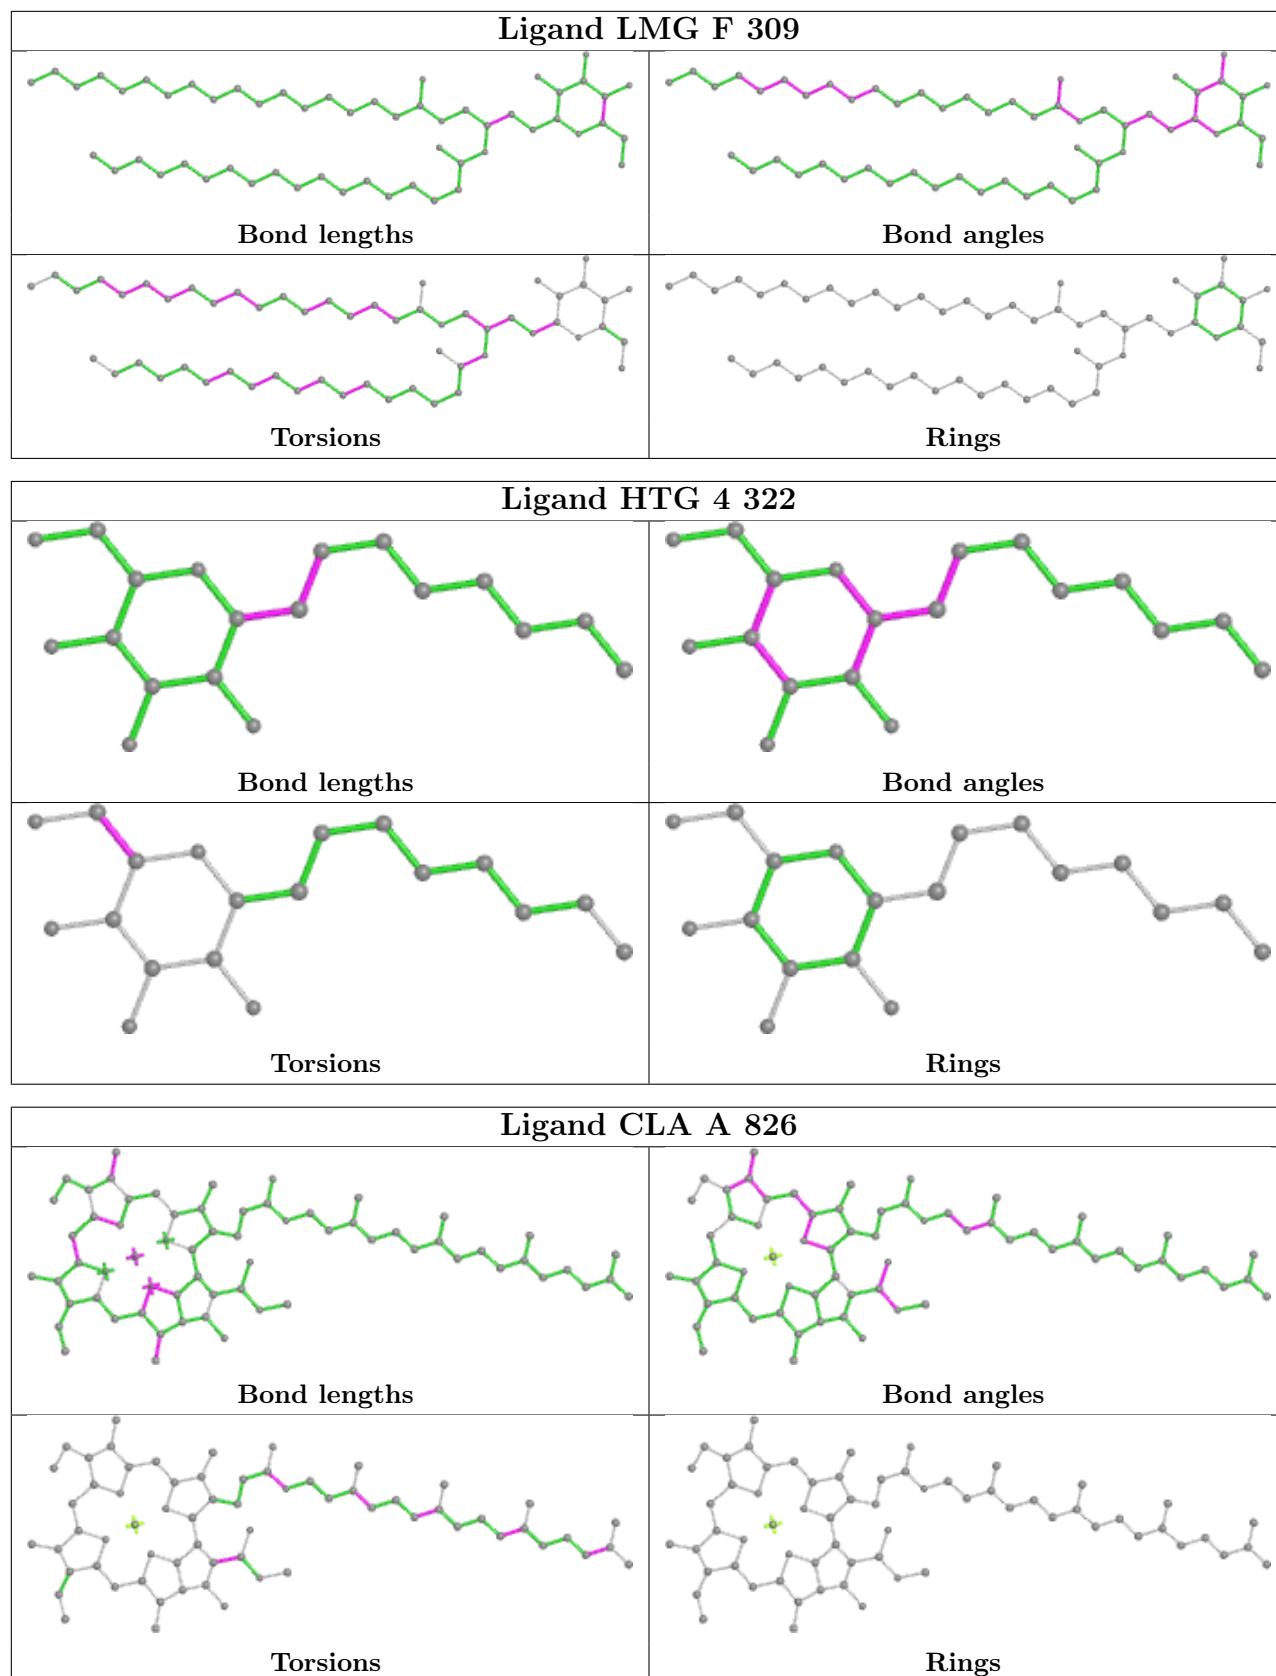 Ligand LMG F 309
Bond lengths
Bond angles
Torsions
Rings
Ligand HTG 4 322
Bond lengths
Bond angles
Torsions
Rings
Ligand CLA A 826
Bond lengths
Bond angles
Torsions
Rings